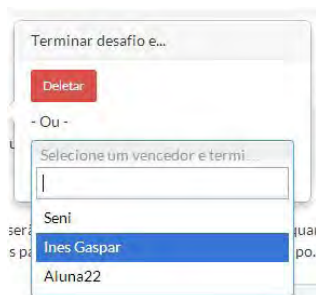 Terminar desafio e...
Deletar
- Ou -
Selecione um vencedor e termi
Seni
Ines Gaspar
Aluna22